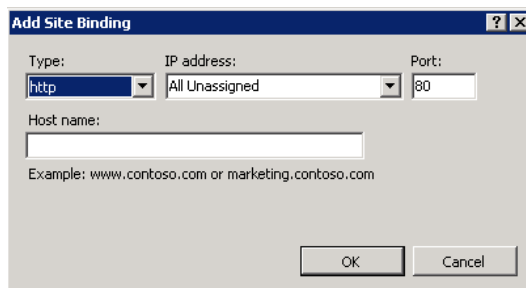 Add Site Binding
Type: IP address: Port:
http All Unassigned 80
Host name:
Example: www.contoso.com or marketing.contoso.com
OK Cancel